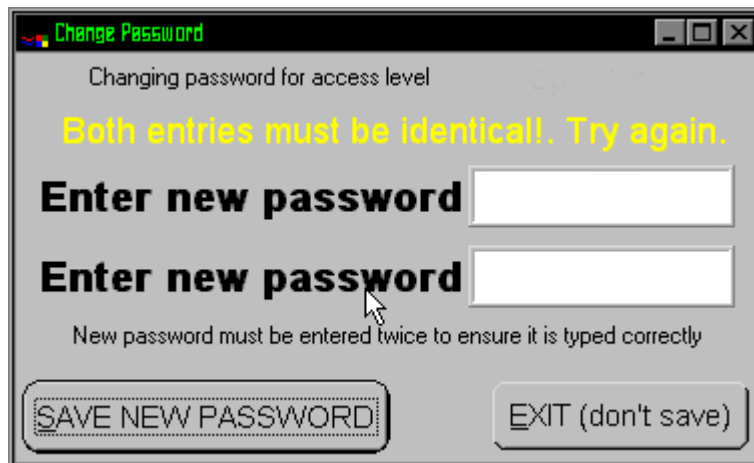 Change Password
Changing password for access level
Both entries must be identical!. Try again.
Enter new password
Enter new password
New password must be entered twice to ensure it is typed correctly
SAVE NEW PASSWORD
EXIT (don't save)